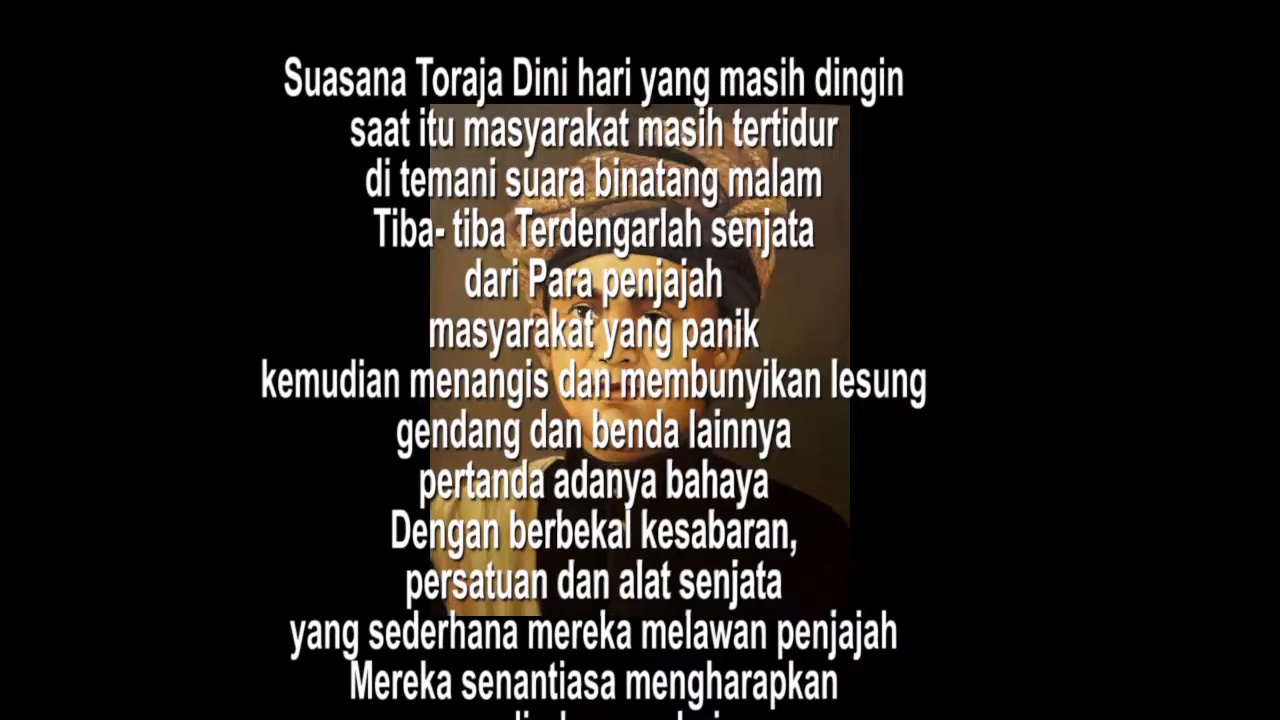 Suasana Toraja Dini hari yang masih dingin
saat itu masyarakat masih tertidur
di temani suara binatang malam
Tiba- tiba Terdengarlah senjata
dari Para penjajah
masyarakat yang panik
kemudian menangis dan membunyikan lesung
gendang dan benda lainnya
pertanda adanya bahaya
Dengan berbekal kesabaran,
persatuan dan alat senjata
yang sederhana mereka melawan penjajah
Mereka senantiasa mengharapkan